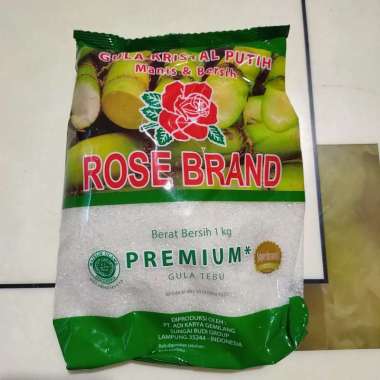 GULA KRISTAL PUTIH
Manis & Bersih
ROSE BRAND
Berat Bersih 1 kg
PREMIUM*
GULA TEBU
DIPRODUKSI OLEH :
PT. ADI KARYA GEMILANG
SUNGAI BUDI GROUP
LAMPUNG 35244 - INDONESIA